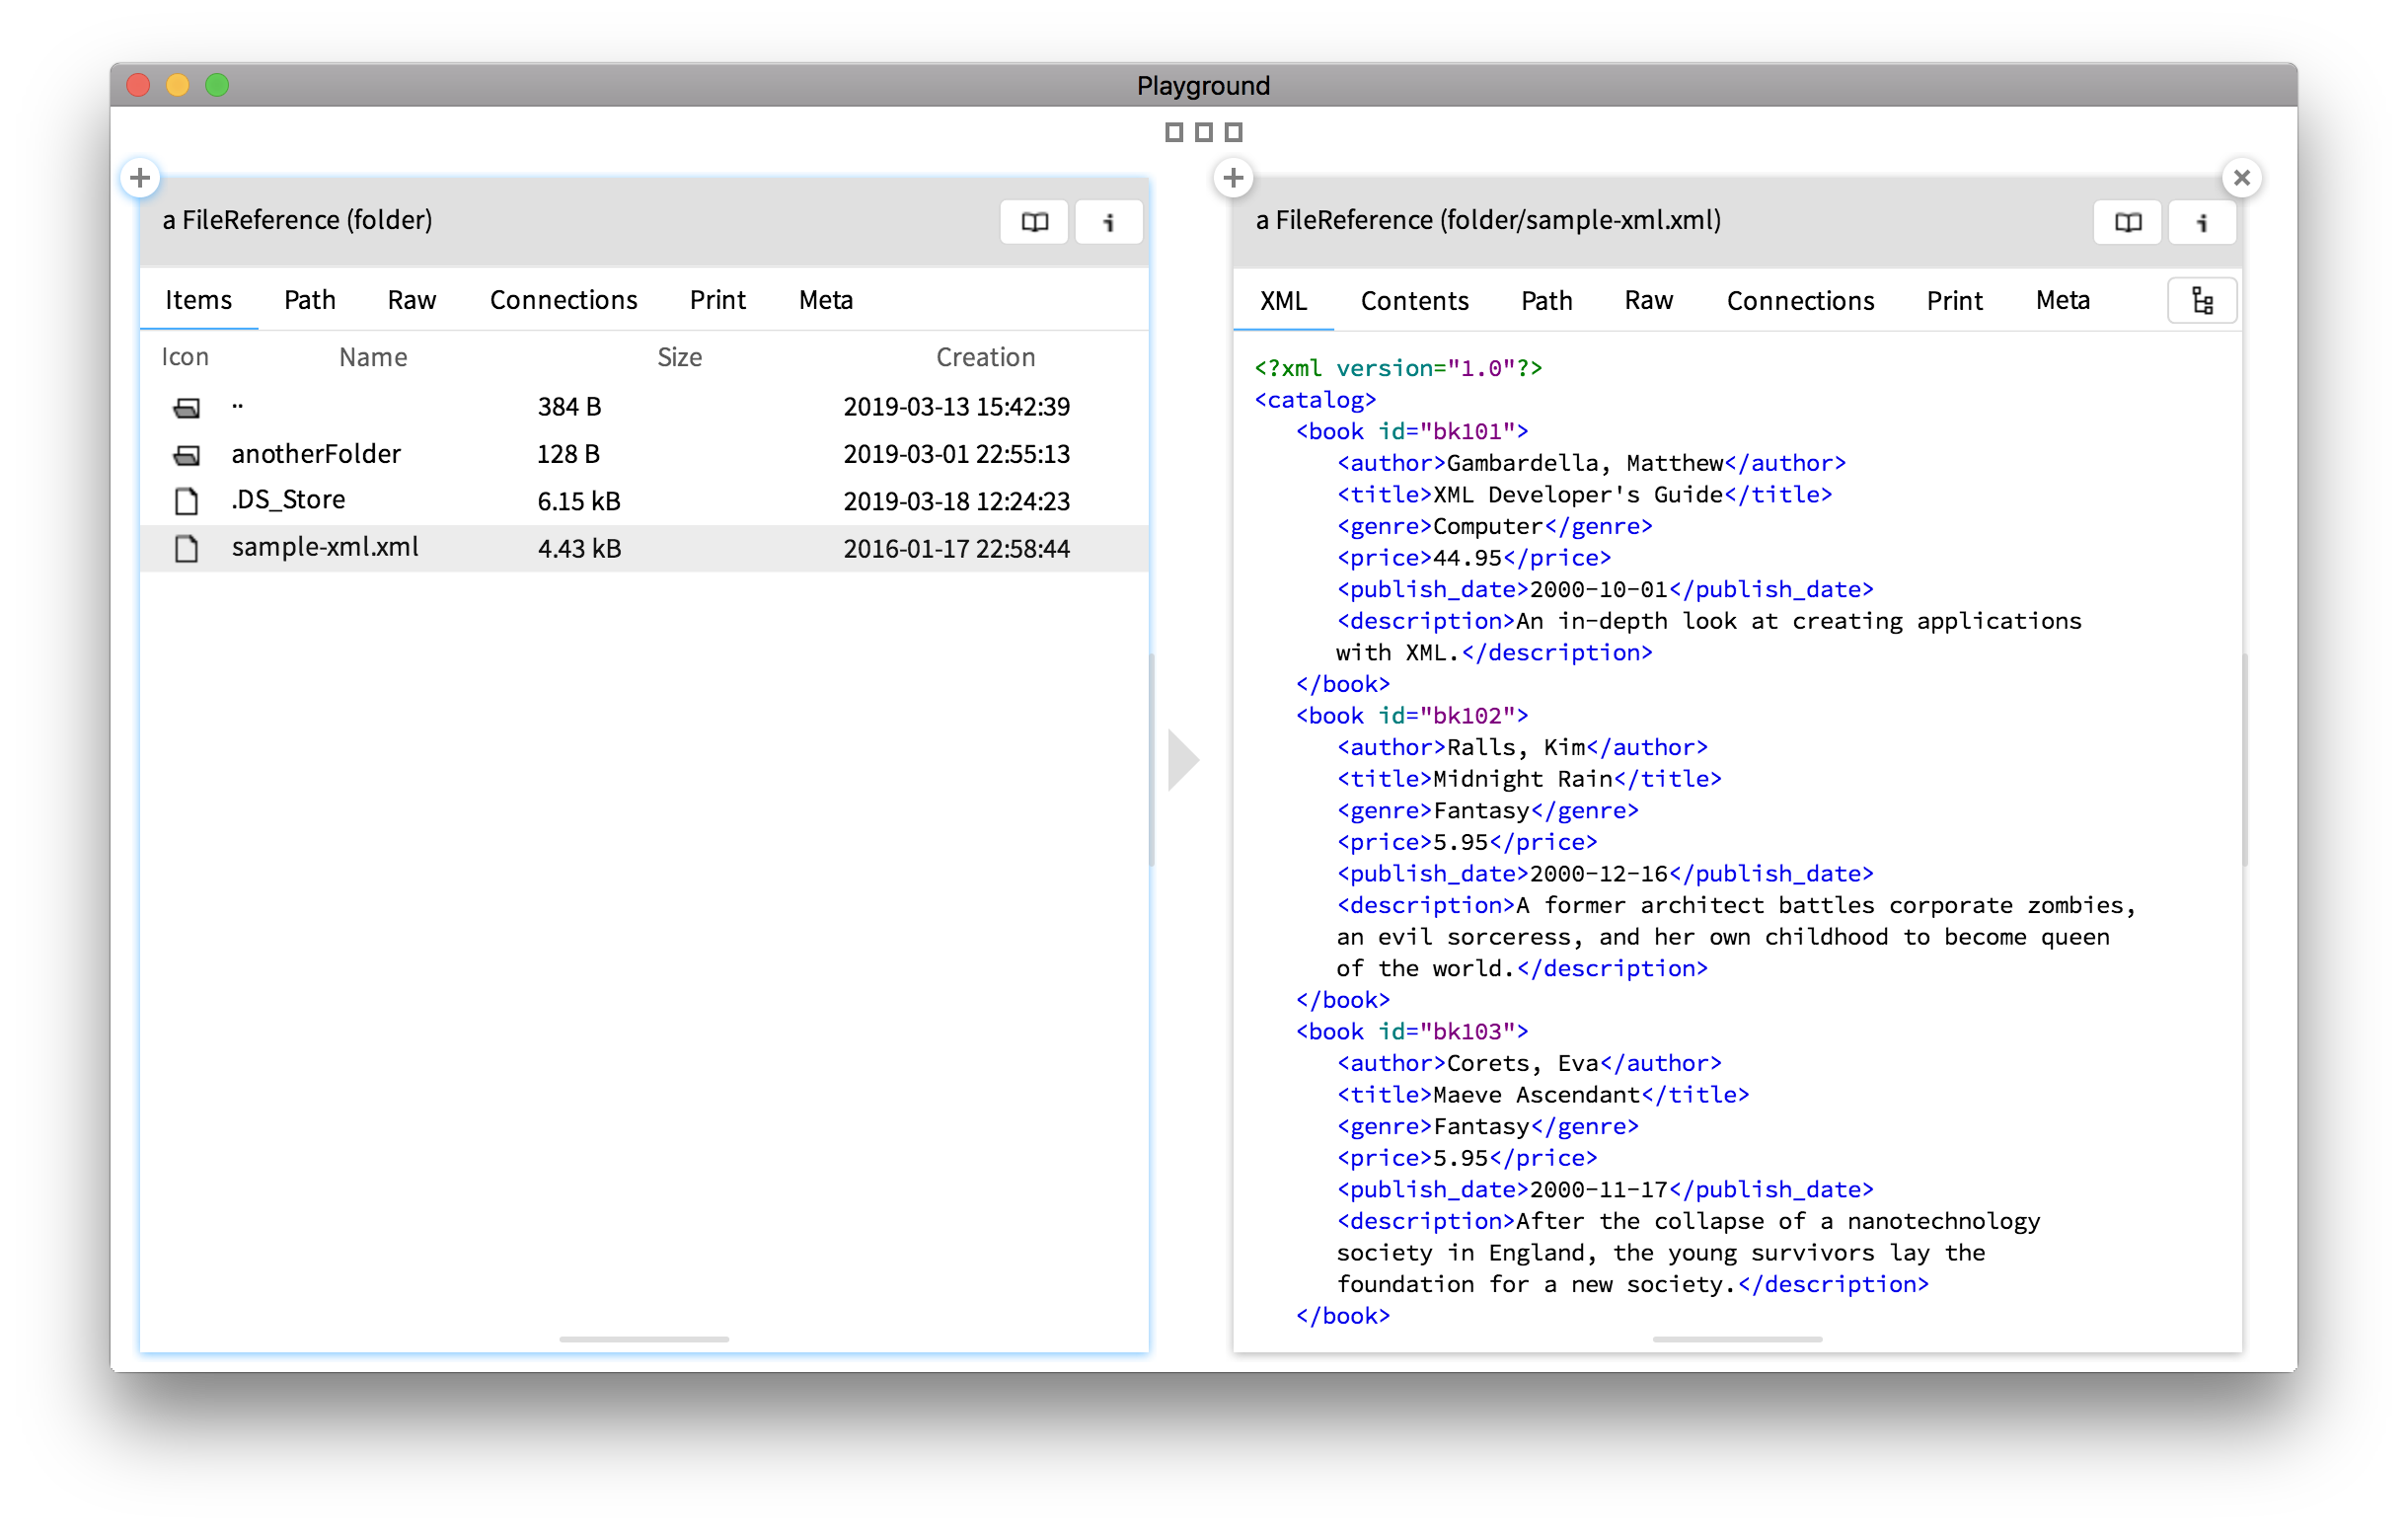 Playground
a FileReference (folder)
Items Path Raw Connections Print Meta
Icon Name Size Creation
.. 384 B 2019-03-13 15:42:39
anotherFolder 128 B 2019-03-01 22:55:13
.DS_Store 6.15 kB 2019-03-18 12:24:23
sample-xml.xml 4.43 kB 2016-01-17 22:58:44
a FileReference (folder/sample-xml.xml)
XML Contents Path Raw Connections Print Meta
<?xml version="1.0"?>
<catalog>
<book id="bk101">
<author>Gambardella, Matthew</author>
<title>XML Developer's Guide</title>
<genre>Computer</genre>
<price>44.95</price>
<publish_date>2000-10-01</publish_date>
<description>An in-depth look at creating applications
with XML.</description>
</book>
<book id="bk102">
<author>Ralls, Kim</author>
<title>Midnight Rain</title>
<genre>Fantasy</genre>
<price>5.95</price>
<publish_date>2000-12-16</publish_date>
<description>A former architect battles corporate zombies,
an evil sorceress, and her own childhood to become queen
of the world.</description>
</book>
<book id="bk103">
<author>Corets, Eva</author>
<title>Maeve Ascendant</title>
<genre>Fantasy</genre>
<price>5.95</price>
<publish_date>2000-11-17</publish_date>
<description>After the collapse of a nanotechnology
society in England, the young survivors lay the
foundation for a new society.</description>
</book>